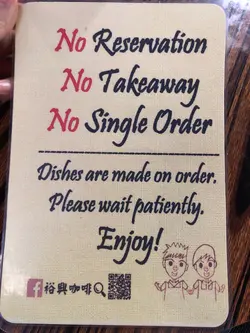 No Reservation
No Takeaway
No Single Order
Dishes are made on order.
Please wait patiently.
Enjoy!
f 裕興咖啡